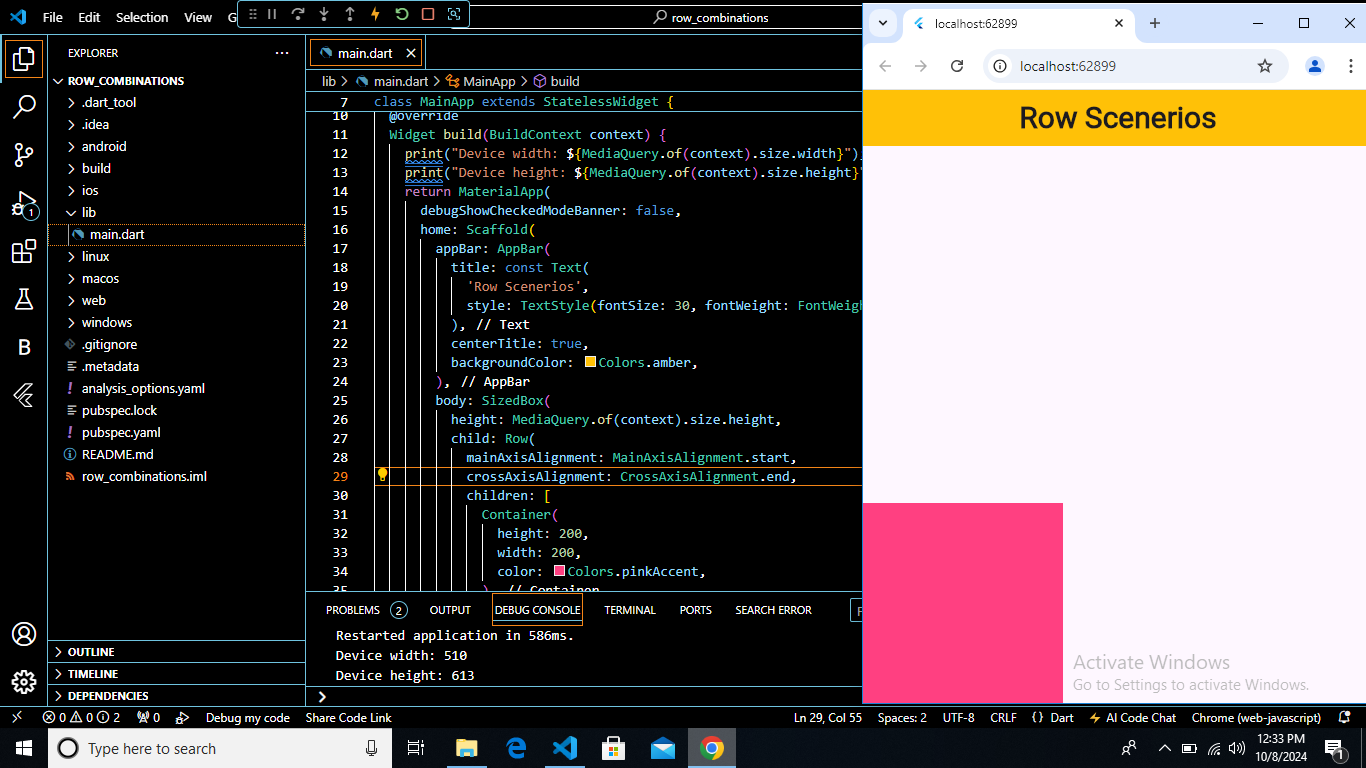 File Edit Selection View G
row_combinations
EXPLORER
ROW_COMBINATIONS
.dart_tool
.idea
android
build
ios
lib
main.dart
linux
macos
web
windows
.gitignore
.metadata
! analysis_options.yaml
pubspec.lock
! pubspec.yaml
README.md
row_combinations.iml
OUTLINE
TIMELINE
DEPENDENCIES
1
B
main.dart
lib > main.dart > MainApp > build
7 class MainApp extends StatelessWidget {
10 @override
11 Widget build(BuildContext context) {
12 print("Device width: ${MediaQuery.of(context).size.width}");
13 print("Device height: ${MediaQuery.of(context).size.height}"
14 return MaterialApp(
15 debugShowCheckedModeBanner: false,
16 home: Scaffold(
17 appBar: AppBar(
18 title: const Text(
19 'Row Scenerios',
20 style: TextStyle(fontSize: 30, fontWeight: FontWeigh
21 ), // Text
22 centerTitle: true,
23 backgroundColor: Colors.amber,
24 ), // AppBar
25 body: SizedBox(
26 height: MediaQuery.of(context).size.height,
27 child: Row(
28 mainAxisAlignment: MainAxisAlignment.start,
29 crossAxisAlignment: CrossAxisAlignment.end,
30 children: [
31 Container(
32 height: 200,
33 width: 200,
34 color: Colors.pinkAccent,
35 ), // Container
PROBLEMS 2 OUTPUT DEBUG CONSOLE TERMINAL PORTS SEARCH ERROR
Restarted application in 586ms.
Device width: 510
Device height: 613
localhost:62899
localhost:62899
Row Scenerios
Activate Windows
Go to Settings to activate Windows.
0 0 2 0 Debug my code Share Code Link Ln 29, Col 55 Spaces: 2 UTF-8 CRLF {} Dart AI Code Chat Chrome (web-javascript)
Type here to search
12:33 PM
10/8/2024
1